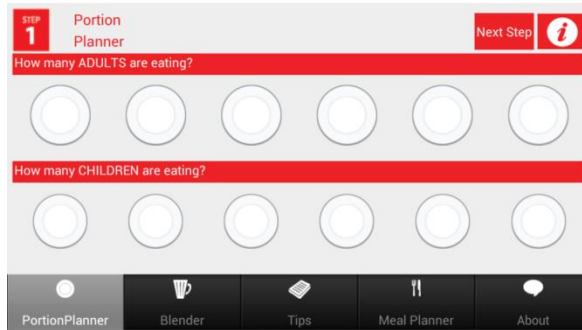 STEP
1
Portion
Planner
Next Step
i
How many ADULTS are eating?
How many CHILDREN are eating?
PortionPlanner
Blender
Tips
Meal Planner
About